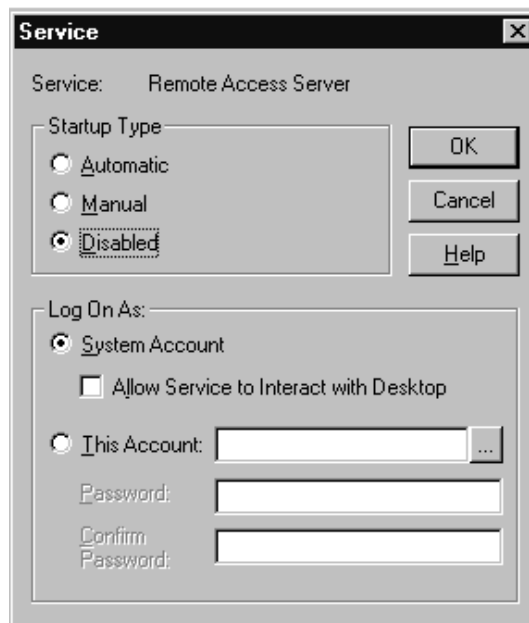 Service
Service: Remote Access Server
Startup Type
Automatic
Manual
Disabled
OK
Cancel
Help
Log On As:
System Account
Allow Service to Interact with Desktop
This Account:
...
Password:
Confirm
Password: